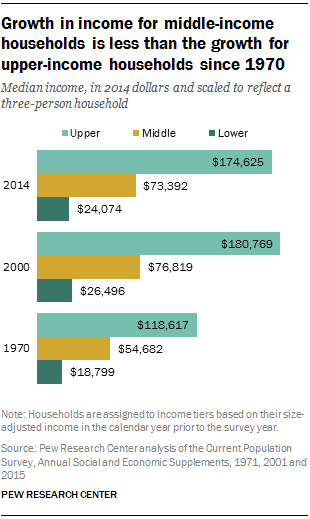 Growth in income for middle-income
households is less than the growth for
upper-income households since 1970
Median income, in 2014 dollars and scaled to reflect a
three-person household
Upper Middle Lower
$174,625
2014 $73,392
$24,074
$180,769
2000 $76,819
$26,496
$118,617
1970 $54,682
$18,799
Note: Households are assigned to income tiers based on their size-
adjusted income in the calendar year prior to the survey year.
Source: Pew Research Center analysis of the Current Population
Survey, Annual Social and Economic Supplements, 1971, 2001 and
2015
PEW RESEARCH CENTER